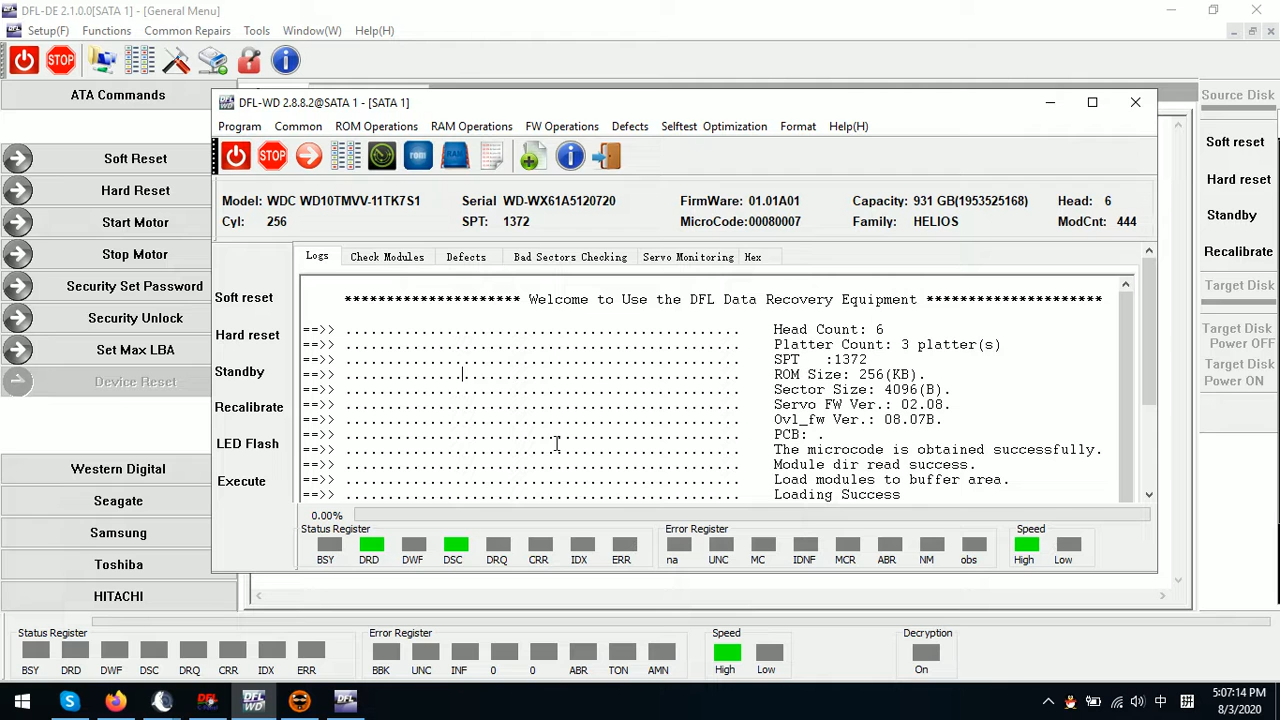 DFL-DE 2.1.0.0[SATA 1] - [General Menu]
Setup(F) Functions Common Repairs Tools Window(W) Help(H)
STOP
ATA Commands
Soft Reset
Hard Reset
Start Motor
Stop Motor
Security Set Password
Security Unlock
Set Max LBA
Device Reset
Western Digital
Seagate
Samsung
Toshiba
HITACHI
DFL-WD 2.8.8.2@SATA 1 - [SATA 1]
Program Common ROM Operations RAM Operations FW Operations Defects Selftest Optimization Format Help(H)
STOP rom RAM
Model: WDC WD10TMVV-11TK7S1 Serial WD-WX61A5120720 FirmWare: 01.01A01 Capacity: 931 GB(1953525168) Head: 6
Cyl: 256 SPT: 1372 MicroCode:00080007 Family: HELIOS ModCnt: 444
Logs Check Modules Defects Bad Sectors Checking Servo Monitoring Hex
Soft reset
Hard reset
Standby
Recalibrate
LED Flash
Execute
********************* Welcome to Use the DFL Data Recovery Equipment *********************
==>> ............................................... Head Count: 6
==>> ............................................... Platter Count: 3 platter(s)
==>> ............................................... SPT :1372
==>> ............................................... ROM Size: 256(KB).
==>> ............................................... Sector Size: 4096(B).
==>> ............................................... Servo FW Ver.: 02.08.
==>> ............................................... Ovl_fw Ver.: 08.07B.
==>> ............................................... PCB: .
==>> ............................................... The microcode is obtained successfully.
==>> ............................................... Module dir read success.
==>> ............................................... Load modules to buffer area.
==>> ............................................... Loading Success
0.00%
Status Register Error Register Speed
BSY DRD DWF DSC DRQ CRR IDX ERR na UNC MC IDNF MCR ABR NM obs High Low
Source Disk
Soft reset
Hard reset
Standby
Recalibrate
Target Disk
Target Disk
Power OFF
Target Disk
Power ON
Status Register Error Register Speed Decryption
BSY DRD DWF DSC DRQ CRR IDX ERR BBK UNC INF 0 0 ABR TON AMN High Low On
DFL WD
中 拼
5:07:14 PM
8/3/2020